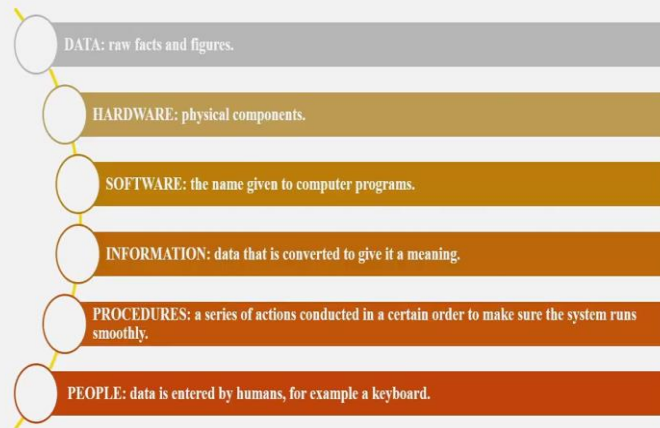 DATA: raw facts and figures.
HARDWARE: physical components.
SOFTWARE: the name given to computer programs.
INFORMATION: data that is converted to give it a meaning.
PROCEDURES: a series of actions conducted in a certain order to make sure the system runs
smoothly.
PEOPLE: data is entered by humans, for example a keyboard.